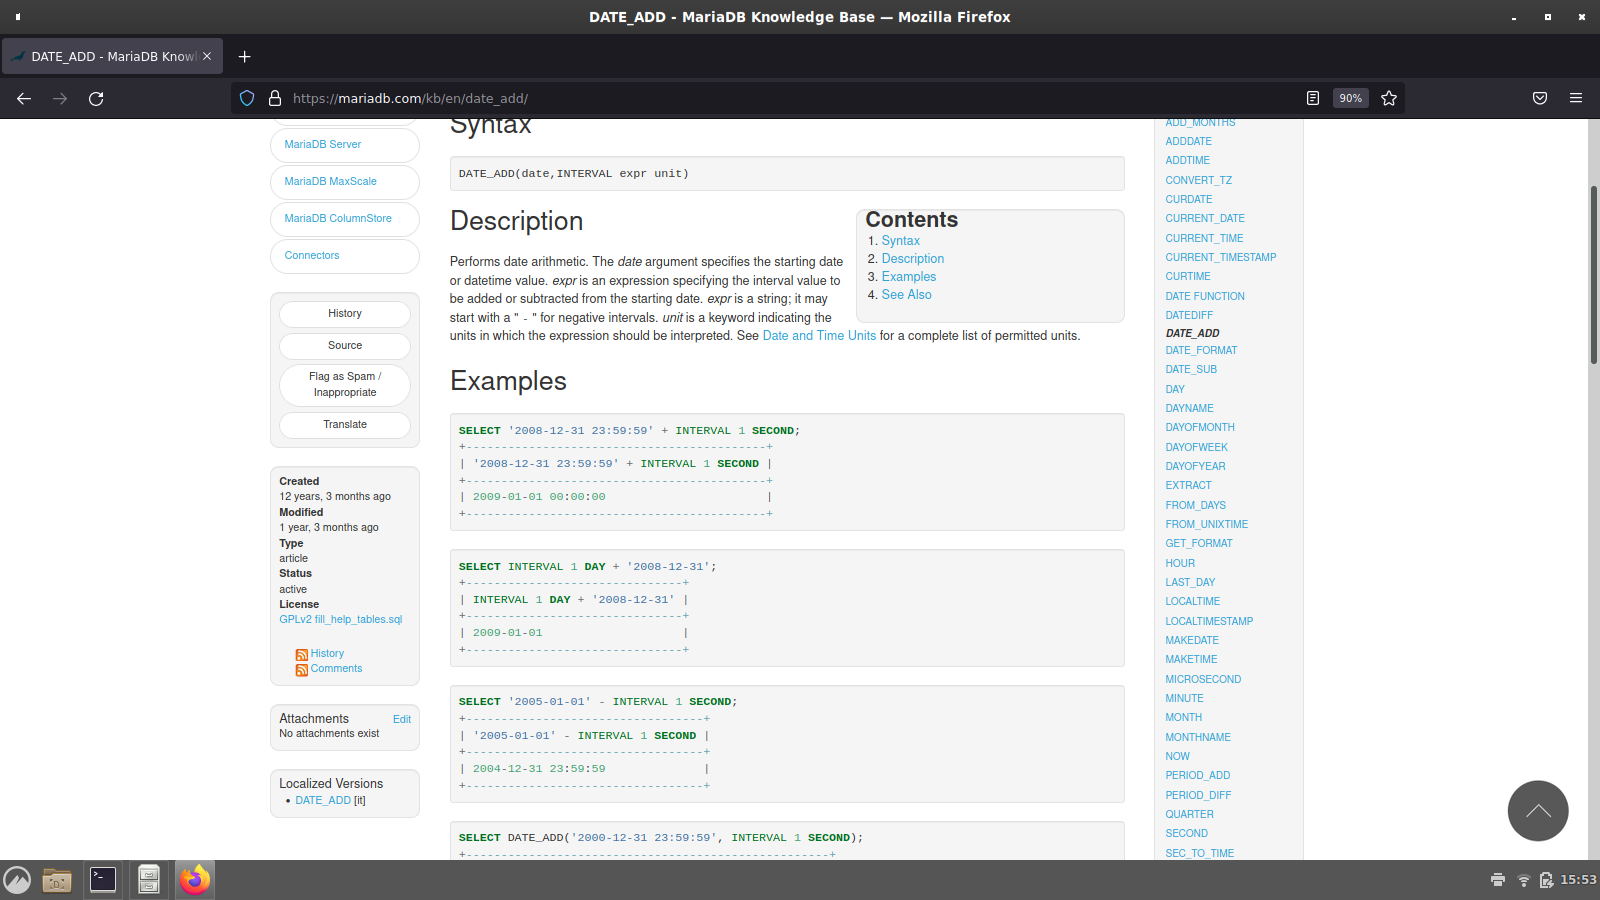 DATE_ADD - MariaDB Knowledge Base — Mozilla Firefox
DATE_ADD - MariaDB Knowl
https://mariadb.com/kb/en/date_add/
90%
MariaDB Server
MariaDB MaxScale
MariaDB ColumnStore
Connectors
History
Source
Flag as Spam /
Inappropriate
Translate
Created
12 years, 3 months ago
Modified
1 year, 3 months ago
Type
article
Status
active
License
GPLv2 fill_help_tables.sql
History
Comments
Attachments Edit
No attachments exist
Localized Versions
• DATE_ADD [it]
Syntax
DATE_ADD(date,INTERVAL expr unit)
Description
Performs date arithmetic. The date argument specifies the starting date
or datetime value. expr is an expression specifying the interval value to
be added or subtracted from the starting date. expr is a string; it may
start with a " - " for negative intervals. unit is a keyword indicating the
units in which the expression should be interpreted. See Date and Time Units for a complete list of permitted units.
Contents
1. Syntax
2. Description
3. Examples
4. See Also
Examples
SELECT '2008-12-31 23:59:59' + INTERVAL 1 SECOND;
+-------------------------------------------+
| '2008-12-31 23:59:59' + INTERVAL 1 SECOND |
+-------------------------------------------+
| 2009-01-01 00:00:00                       |
+-------------------------------------------+
SELECT INTERVAL 1 DAY + '2008-12-31';
+-------------------------------+
| INTERVAL 1 DAY + '2008-12-31' |
+-------------------------------+
| 2009-01-01                    |
+-------------------------------+
SELECT '2005-01-01' - INTERVAL 1 SECOND;
+----------------------------------+
| '2005-01-01' - INTERVAL 1 SECOND |
+----------------------------------+
| 2004-12-31 23:59:59              |
+----------------------------------+
SELECT DATE_ADD('2000-12-31 23:59:59', INTERVAL 1 SECOND);
+----------------------------------------------------+
ADD_MONTHS
ADDDATE
ADDTIME
CONVERT_TZ
CURDATE
CURRENT_DATE
CURRENT_TIME
CURRENT_TIMESTAMP
CURTIME
DATE FUNCTION
DATEDIFF
DATE_ADD
DATE_FORMAT
DATE_SUB
DAY
DAYNAME
DAYOFMONTH
DAYOFWEEK
DAYOFYEAR
EXTRACT
FROM_DAYS
FROM_UNIXTIME
GET_FORMAT
HOUR
LAST_DAY
LOCALTIME
LOCALTIMESTAMP
MAKEDATE
MAKETIME
MICROSECOND
MINUTE
MONTH
MONTHNAME
NOW
PERIOD_ADD
PERIOD_DIFF
QUARTER
SECOND
SEC_TO_TIME
15:53